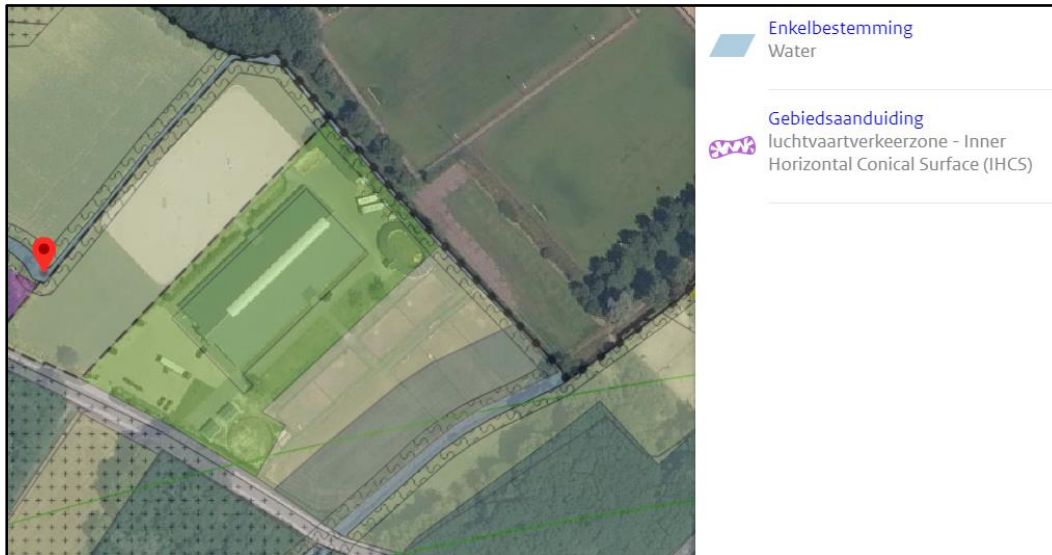 Enkelbestemming
Water
Gebiedsaanduiding
luchtvaartverkeerzone - Inner
Horizontal Conical Surface (IHCS)